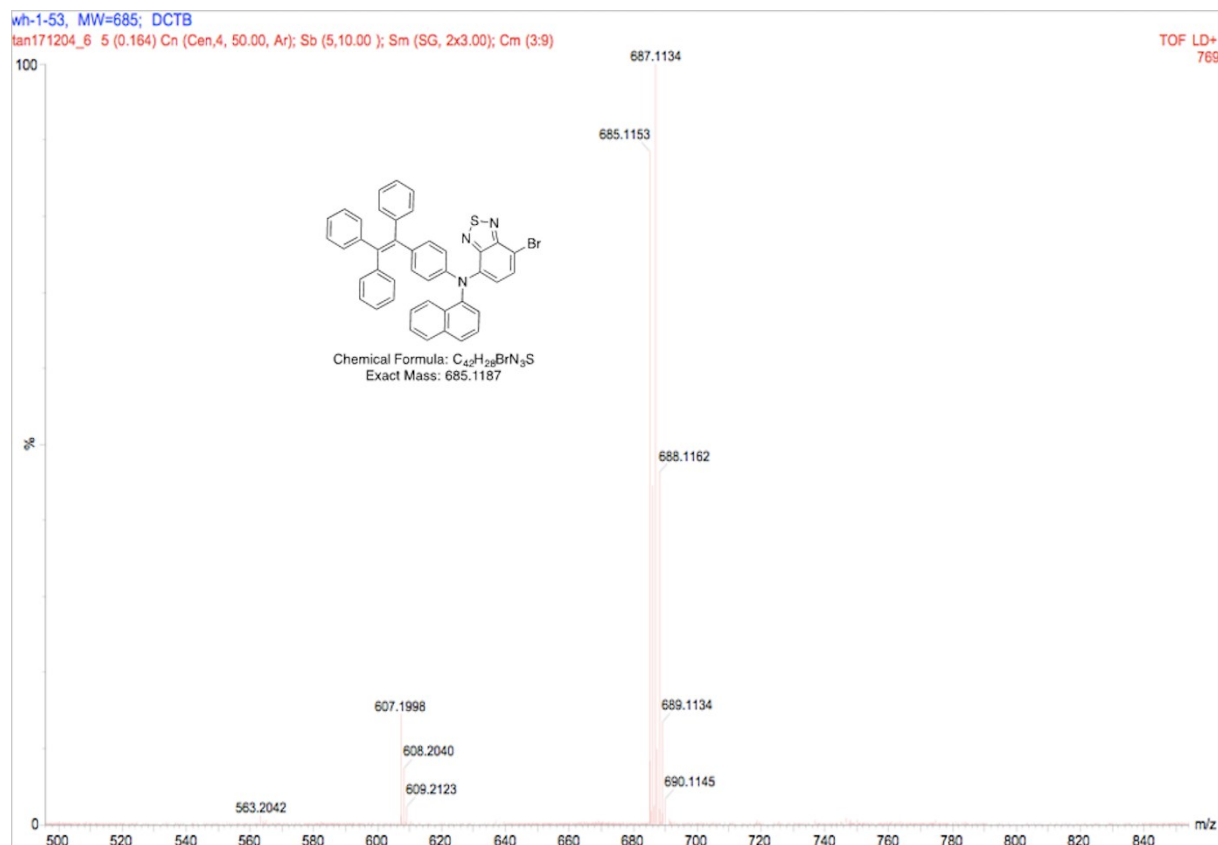 wh-1-53, MW=685; DCTB
tan171204_6 5 (0.164) Cn (Cen,4, 50.00, Ar); Sb (5,10.00 ); Sm (SG, 2x3.00); Cm (3:9)
TOF LD+
769
100
687.1134
685.1153
S
N
N
Br
N
Chemical Formula: C₄₂H₂₈BrN₃S
Exact Mass: 685.1187
%
688.1162
607.1998
689.1134
608.2040
609.2123
690.1145
563.2042
0
500 520 540 560 580 600 620 640 660 680 700 720 740 760 780 800 820 840
m/z